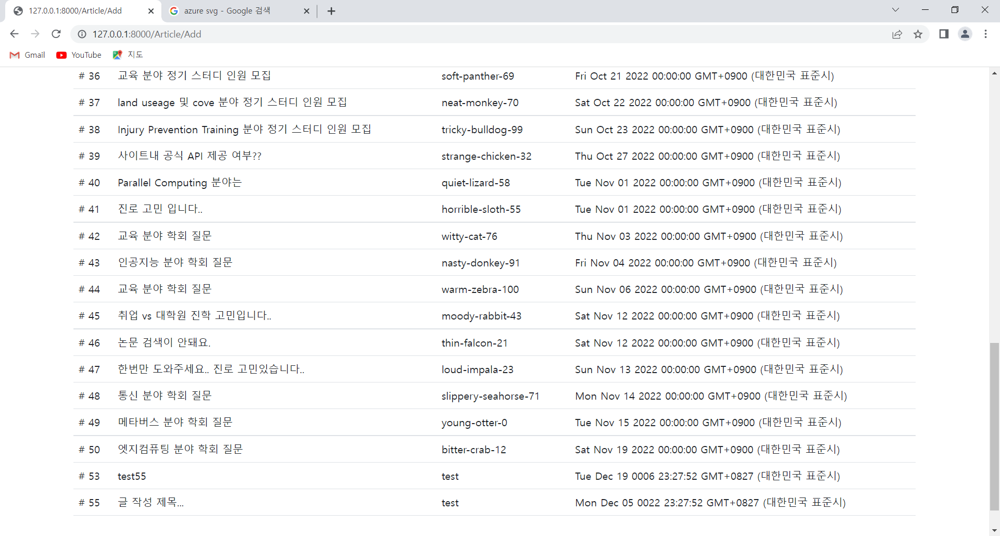 127.0.0.1:8000/Article/Add
azure svg - Google 검색
127.0.0.1:8000/Article/Add
Gmail YouTube 지도
# 36 교육 분야 정기 스터디 인원 모집 soft-panther-69 Fri Oct 21 2022 00:00:00 GMT+0900 (대한민국 표준시)
# 37 land useage 및 cove 분야 정기 스터디 인원 모집 neat-monkey-70 Sat Oct 22 2022 00:00:00 GMT+0900 (대한민국 표준시)
# 38 Injury Prevention Training 분야 정기 스터디 인원 모집 tricky-bulldog-99 Sun Oct 23 2022 00:00:00 GMT+0900 (대한민국 표준시)
# 39 사이트내 공식 API 제공 여부?? strange-chicken-32 Thu Oct 27 2022 00:00:00 GMT+0900 (대한민국 표준시)
# 40 Parallel Computing 분야는 quiet-lizard-58 Tue Nov 01 2022 00:00:00 GMT+0900 (대한민국 표준시)
# 41 진로 고민 입니다.. horrible-sloth-55 Tue Nov 01 2022 00:00:00 GMT+0900 (대한민국 표준시)
# 42 교육 분야 학회 질문 witty-cat-76 Thu Nov 03 2022 00:00:00 GMT+0900 (대한민국 표준시)
# 43 인공지능 분야 학회 질문 nasty-donkey-91 Fri Nov 04 2022 00:00:00 GMT+0900 (대한민국 표준시)
# 44 교육 분야 학회 질문 warm-zebra-100 Sun Nov 06 2022 00:00:00 GMT+0900 (대한민국 표준시)
# 45 취업 vs 대학원 진학 고민입니다.. moody-rabbit-43 Sat Nov 12 2022 00:00:00 GMT+0900 (대한민국 표준시)
# 46 논문 검색이 안돼요. thin-falcon-21 Sat Nov 12 2022 00:00:00 GMT+0900 (대한민국 표준시)
# 47 한번만 도와주세요.. 진로 고민있습니다.. loud-impala-23 Sun Nov 13 2022 00:00:00 GMT+0900 (대한민국 표준시)
# 48 통신 분야 학회 질문 slippery-seahorse-71 Mon Nov 14 2022 00:00:00 GMT+0900 (대한민국 표준시)
# 49 메타버스 분야 학회 질문 young-otter-0 Tue Nov 15 2022 00:00:00 GMT+0900 (대한민국 표준시)
# 50 엣지컴퓨팅 분야 학회 질문 bitter-crab-12 Sat Nov 19 2022 00:00:00 GMT+0900 (대한민국 표준시)
# 53 test55 test Tue Dec 19 0006 23:27:52 GMT+0827 (대한민국 표준시)
# 55 글 작성 제목... test Mon Dec 05 0022 23:27:52 GMT+0827 (대한민국 표준시)